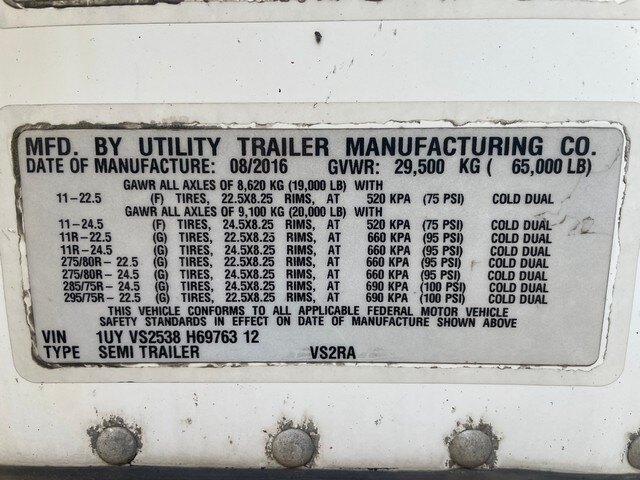 MFD. BY UTILITY TRAILER MANUFACTURING CO.
DATE OF MANUFACTURE: 08/2016 GVWR: 29,500 KG ( 65,000 LB)
GAWR ALL AXLES OF 8,620 KG (19,000 LB) WITH
11-22.5 (F) TIRES, 22.5X8.25 RIMS, AT 520 KPA (75 PSI) COLD DUAL
GAWR ALL AXLES OF 9,100 KG (20,000 LB) WITH
11-24.5 (F) TIRES, 24.5X8.25 RIMS, AT 520 KPA (75 PSI) COLD DUAL
11R-22.5 (G) TIRES, 22.5X8.25 RIMS, AT 660 KPA (95 PSI) COLD DUAL
11R-24.5 (G) TIRES, 24.5X8.25 RIMS, AT 660 KPA (95 PSI) COLD DUAL
275/80R- 22.5 (G) TIRES, 22.5X8.25 RIMS, AT 660 KPA (95 PSI) COLD DUAL
275/80R- 24.5 (G) TIRES, 24.5X8.25 RIMS, AT 660 KPA (95 PSI) COLD DUAL
285/75R- 24.5 (G) TIRES, 24.5X8.25 RIMS, AT 690 KPA (100 PSI) COLD DUAL
295/75R- 22.5 (G) TIRES, 22.5X8.25 RIMS, AT 690 KPA (100 PSI) COLD DUAL
THIS VEHICLE CONFORMS TO ALL APPLICABLE FEDERAL MOTOR VEHICLE
SAFETY STANDARDS IN EFFECT ON DATE OF MANUFACTURE SHOWN ABOVE
VIN 1UY VS2538 H69763 12
TYPE SEMI TRAILER VS2RA